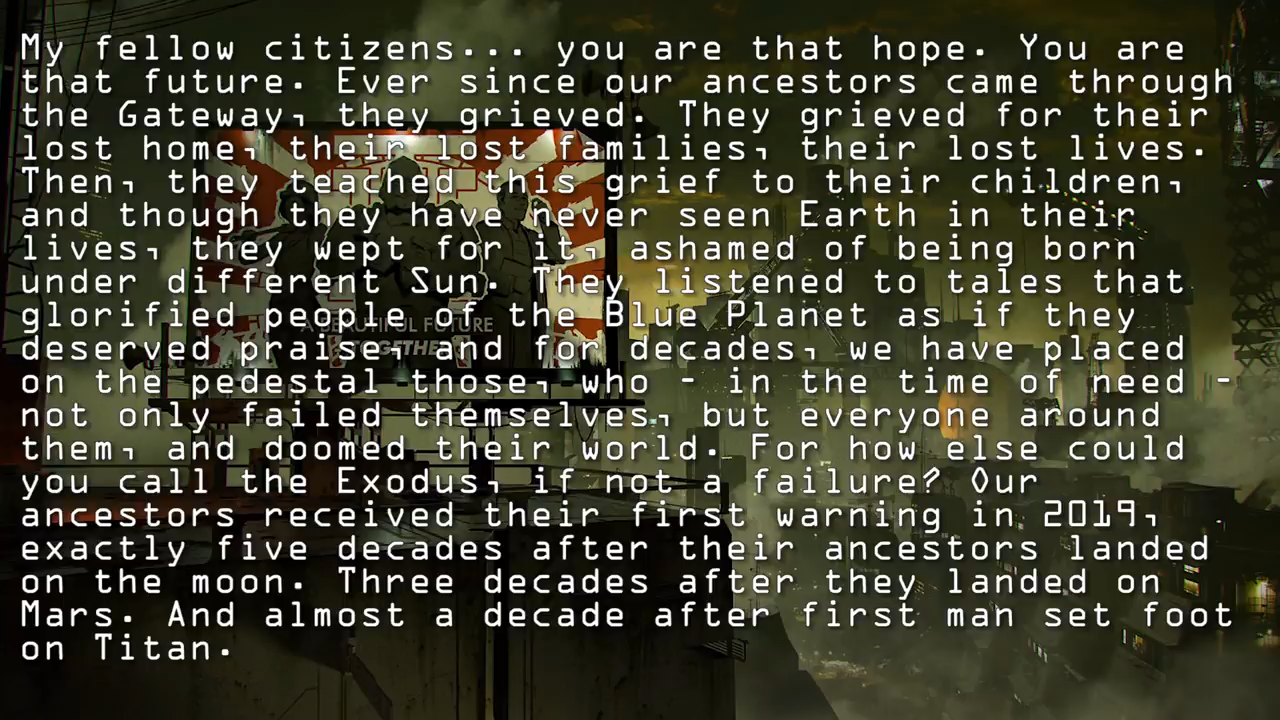 My fellow citizens... you are that hope. You are
that future. Ever since our ancestors came through
the Gateway, they grieved. They grieved for their
lost home, their lost families, their lost lives.
Then, they teached this grief to their children,
and though they have never seen Earth in their
lives, they wept for it, ashamed of being born
under different Sun. They listened to tales that
glorified people of the Blue Planet as if they
deserved praise, and for decades, we have placed
on the pedestal those, who - in the time of need -
not only failed themselves, but everyone around
them, and doomed their world. For how else could
you call the Exodus, if not a failure? Our
ancestors received their first warning in 2019,
exactly five decades after their ancestors landed
on the moon. Three decades after they landed on
Mars. And almost a decade after first man set foot
on Titan.
A BEAUTIFUL FUTURE
TOGETHER